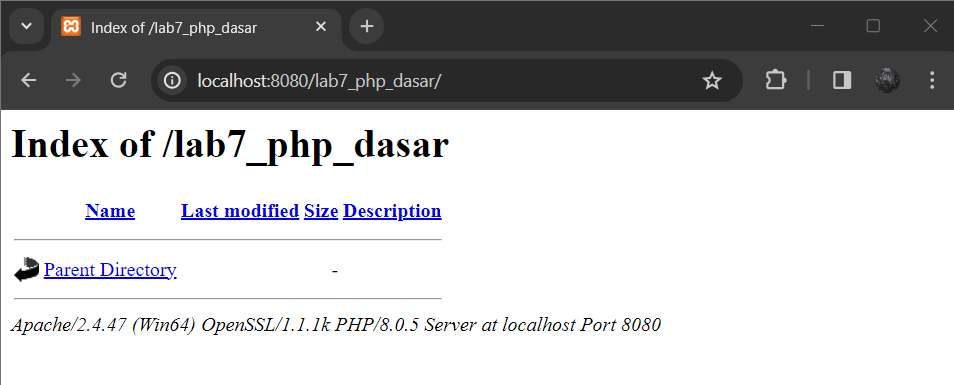 Index of /lab7_php_dasar
localhost:8080/lab7_php_dasar/
Index of /lab7_php_dasar
Name Last modified Size Description
Parent Directory -
Apache/2.4.47 (Win64) OpenSSL/1.1.1k PHP/8.0.5 Server at localhost Port 8080